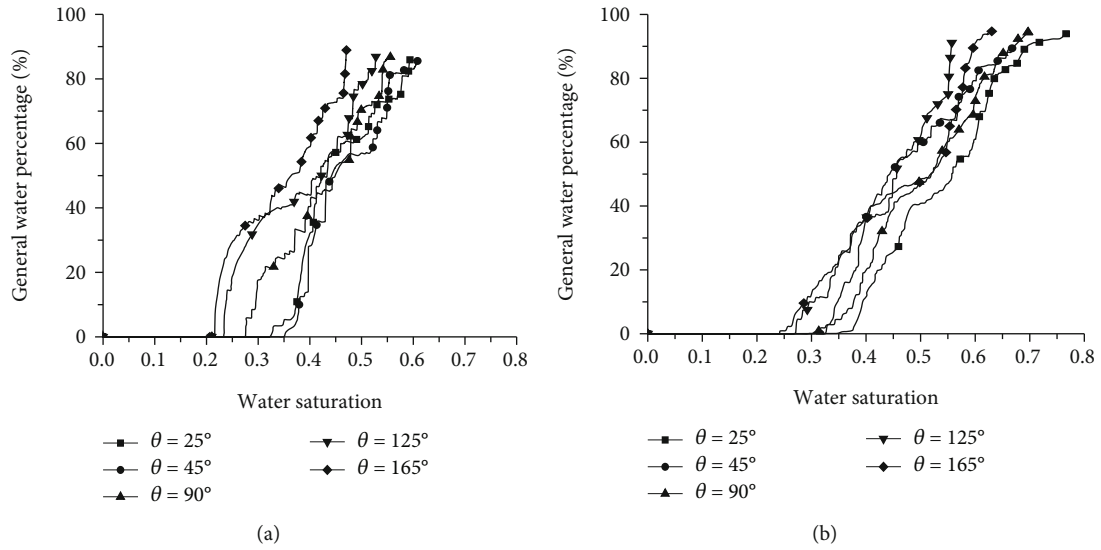 100
80
60
40
20
0
General water percentage (%)
0.0 0.1 0.2 0.3 0.4 0.5 0.6 0.7 0.8
Water saturation
θ = 25°
θ = 45°
θ = 90°
θ = 125°
θ = 165°
(a)
100
80
60
40
20
0
General water percentage (%)
0.0 0.1 0.2 0.3 0.4 0.5 0.6 0.7 0.8
Water saturation
θ = 25°
θ = 45°
θ = 90°
θ = 125°
θ = 165°
(b)